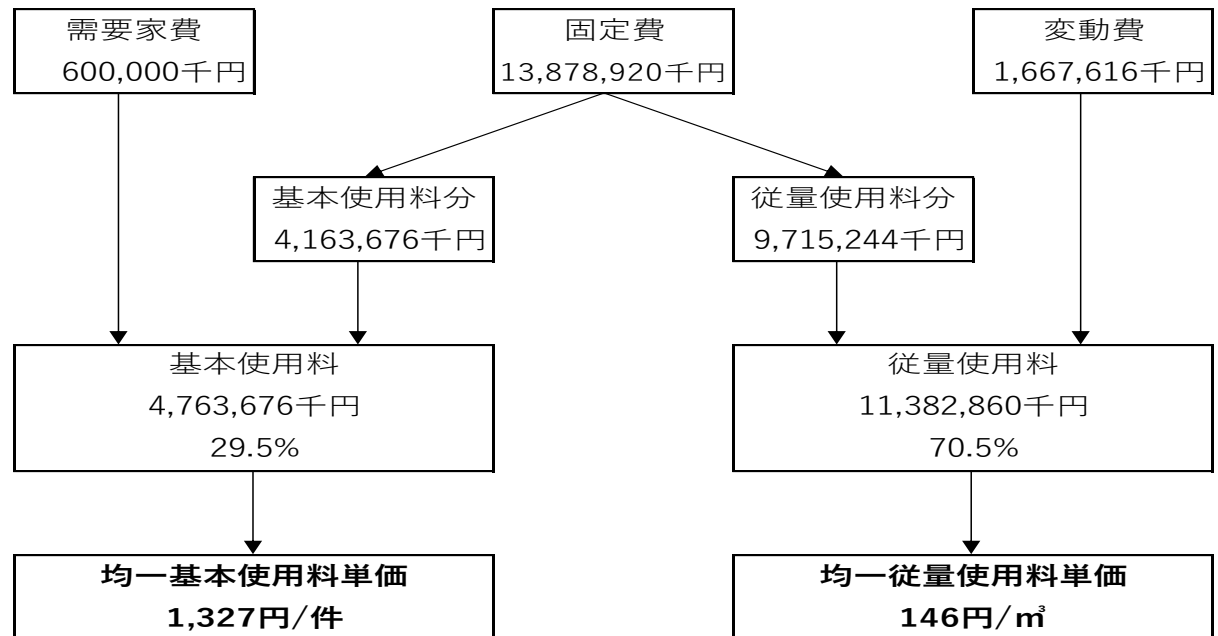 需要家費
600,000千円
固定費
13,878,920千円
変動費
1,667,616千円
基本使用料分
4,163,676千円
従量使用料分
9,715,244千円
基本使用料
4,763,676千円
29.5%
従量使用料
11,382,860千円
70.5%
均一基本使用料単価
1,327円/件
均一従量使用料単価
146円/㎥